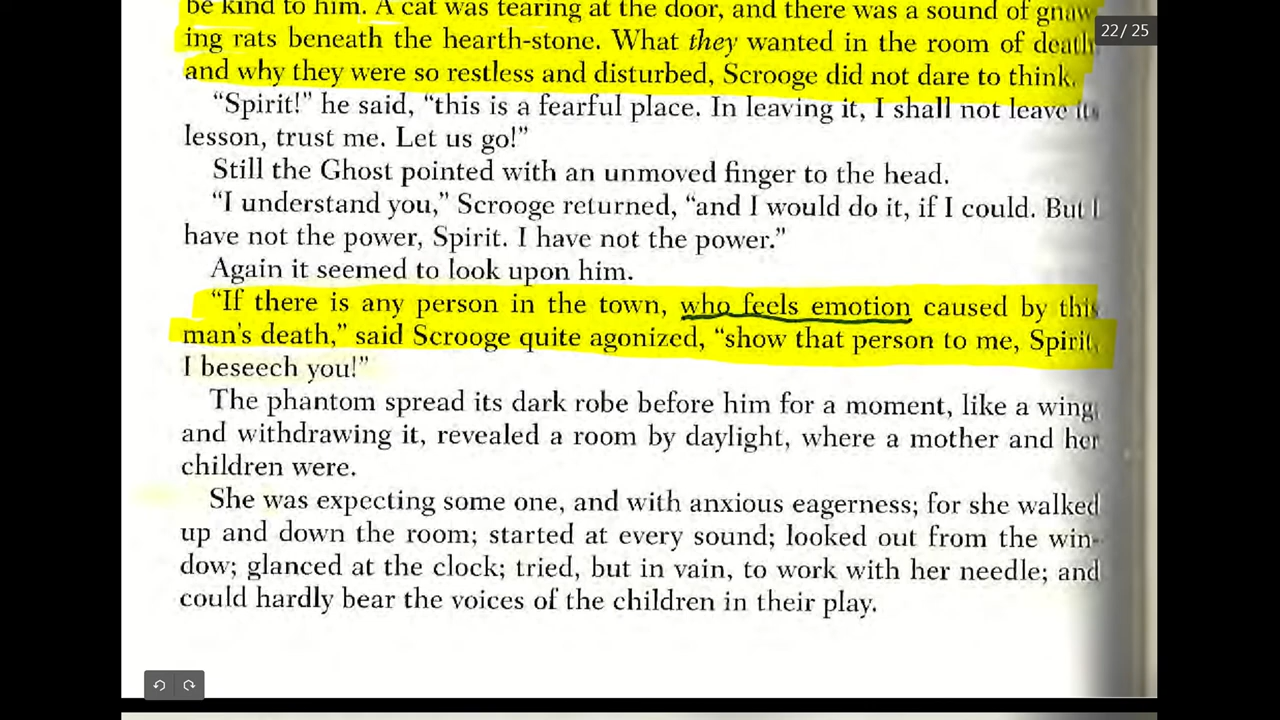 be kind to him. A cat was tearing at the door, and there was a sound of gnaw
22/ 25
ing rats beneath the hearth-stone. What they wanted in the room of death
and why they were so restless and disturbed, Scrooge did not dare to think.
“Spirit!” he said, “this is a fearful place. In leaving it, I shall not leave its
lesson, trust me. Let us go!”
Still the Ghost pointed with an unmoved finger to the head.
“I understand you,” Scrooge returned, “and I would do it, if I could. But I
have not the power, Spirit. I have not the power.”
Again it seemed to look upon him.
“If there is any person in the town, who feels emotion caused by this
man’s death,” said Scrooge quite agonized, “show that person to me, Spirit,
I beseech you!”
The phantom spread its dark robe before him for a moment, like a wing;
and withdrawing it, revealed a room by daylight, where a mother and her
children were.
She was expecting some one, and with anxious eagerness; for she walked
up and down the room; started at every sound; looked out from the win-
dow; glanced at the clock; tried, but in vain, to work with her needle; and
could hardly bear the voices of the children in their play.